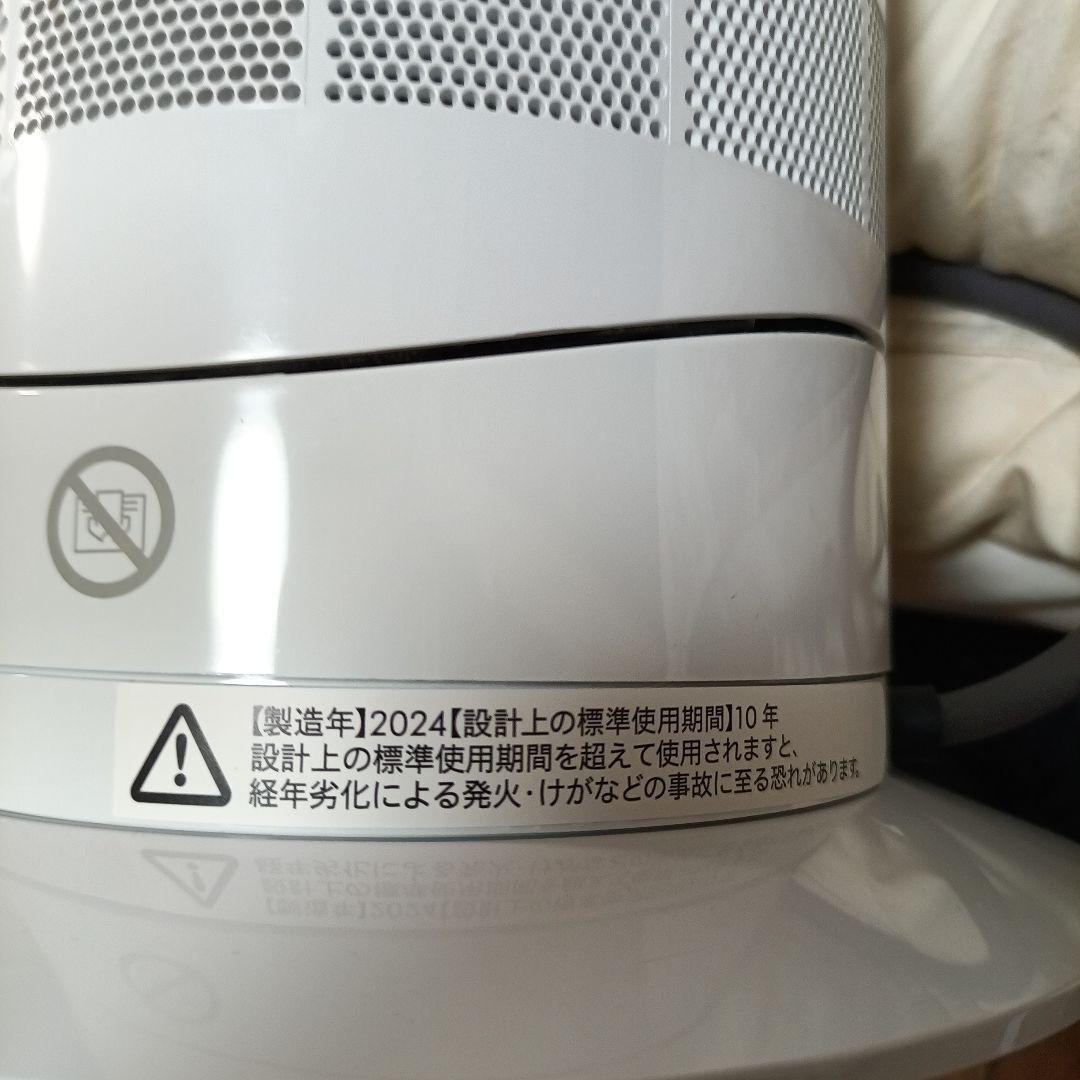 【製造年】2024【設計上の標準使用期間】10年
設計上の標準使用期間を超えて使用されますと、
経年劣化による発火・けがなどの事故に至る恐れがあります。